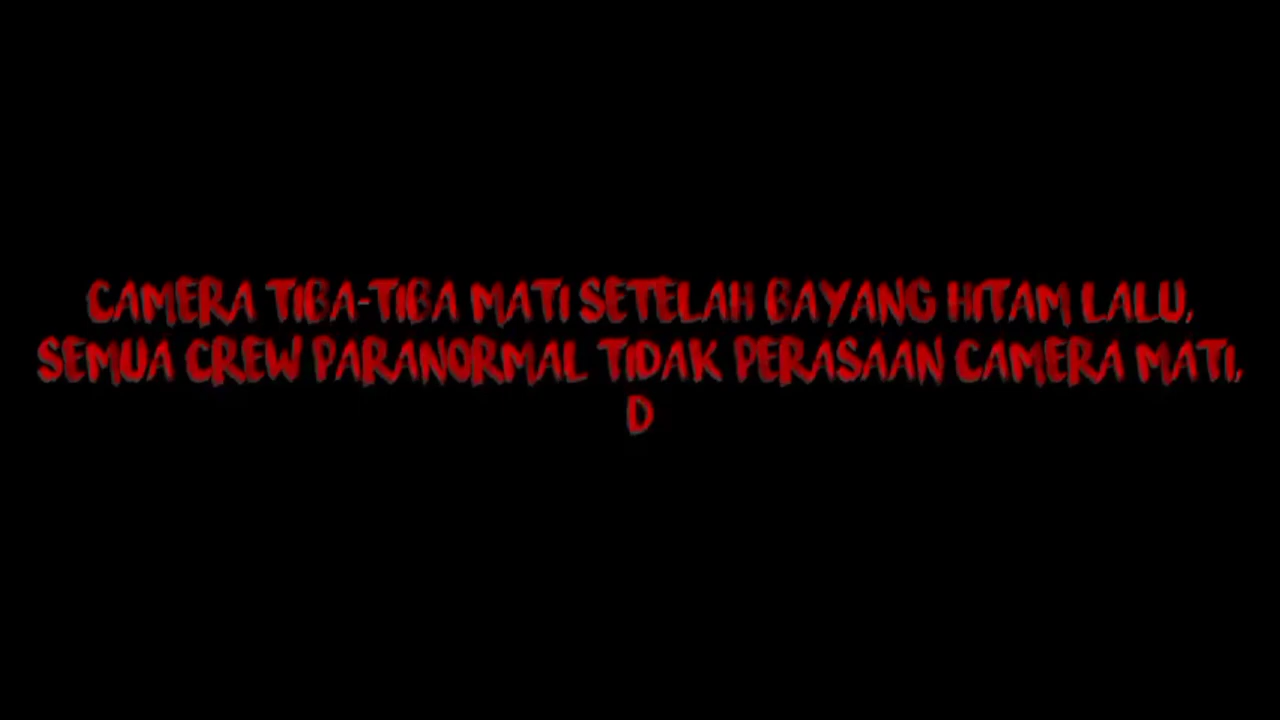 CAMERA TIBA-TIBA MATI SETELAH BAYANG HITAM LALU,
SEMUA CREW PARANORMAL TIDAK PERASAAN CAMERA MATI,
D